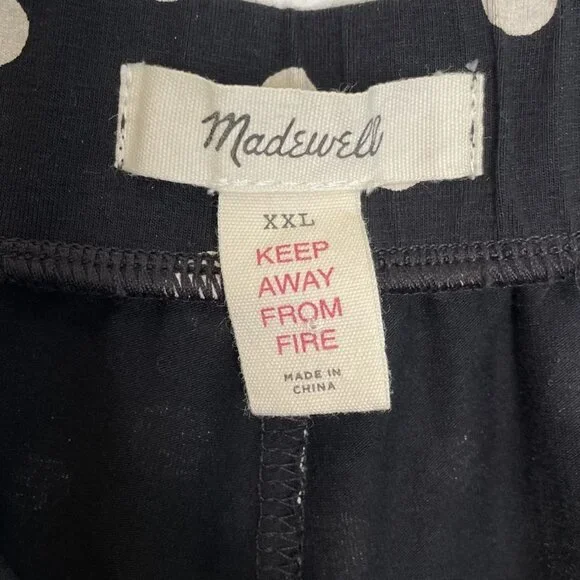 Madewell
XXL
KEEP
AWAY
FROM
FIRE
MADE IN
CHINA